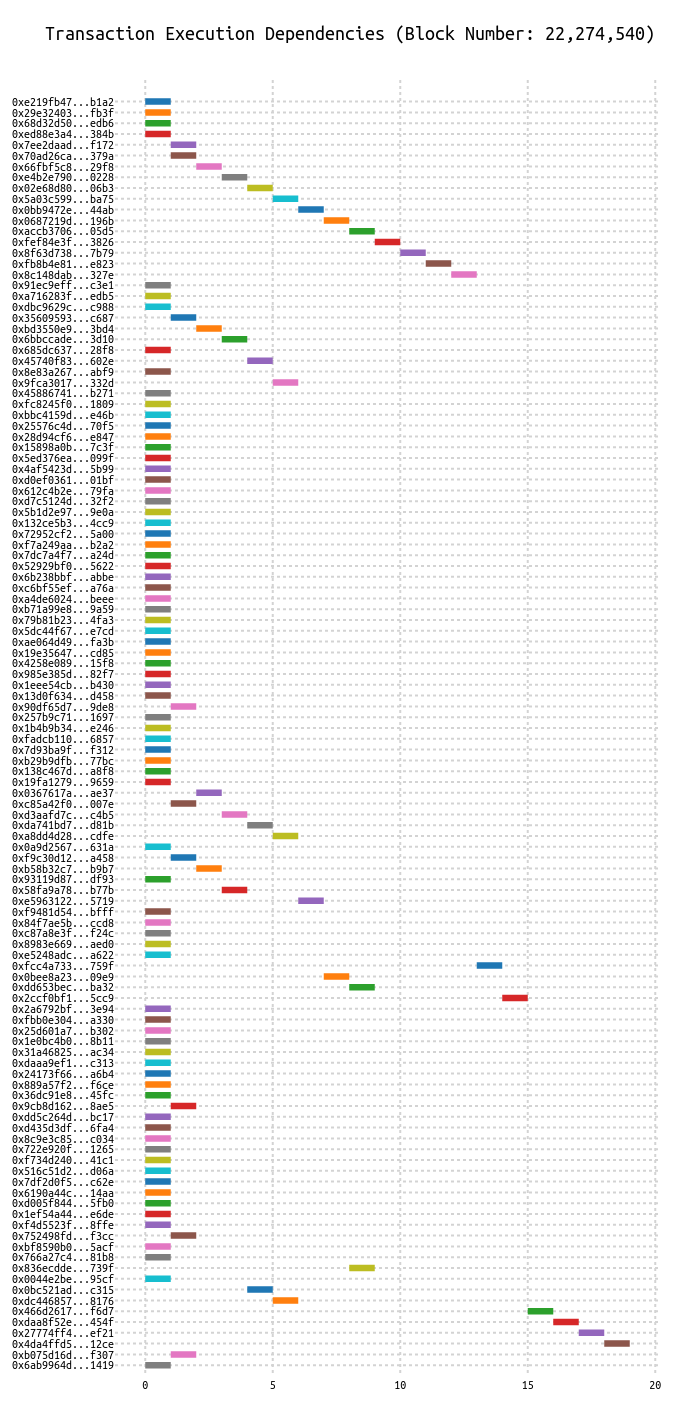 Transaction Execution Dependencies (Block Number: 22,274,540)
0xe219fb47...b1a2
0x29e32403...fb3f
0x68d32d50...edb6
0xed88e3a4...384b
0x7ee2daad...f172
0x70ad26ca...379a
0x66fbf5c8...29f8
0xe4b2e790...0228
0x02e68d80...06b3
0x5a03c599...ba75
0x0bb9472e...44ab
0x0687219d...196b
0xaccb3706...05d5
0xfef84e3f...3826
0x8f63d738...7b79
0xfb8b4e81...e823
0x8c148dab...327e
0x91ec9eff...c3e1
0xa716283f...edb5
0xdbc9629c...c988
0x35609593...c687
0xbd3550e9...3bd4
0x6bbccade...3d10
0x685dc637...28f8
0x45740f83...602e
0x8e83a267...abf9
0x9fca3017...332d
0x45886741...b271
0xfc8245f0...1809
0xbbc4159d...e46b
0x25576c4d...70f5
0x28d94cf6...e847
0x15898a0b...7c3f
0x5ed376ea...099f
0x4af5423d...5b99
0xd0ef0361...01bf
0x612c4b2e...79fa
0xd7c5124d...32f2
0x5b1d2e97...9e0a
0x132ce5b3...4cc9
0x72952cf2...5a00
0xf7a249aa...b2a2
0x7dc7a4f7...a24d
0x52929bf0...5622
0x6b238bbf...abbe
0xc6bf55ef...a76a
0xa4de6024...beee
0xb71a99e8...9a59
0x79b81b23...4fa3
0x5dc44f67...e7cd
0xae064d49...fa3b
0x19e35647...cd85
0x4258e089...15f8
0x985e385d...82f7
0x1eee54cb...b430
0x13d0f634...d458
0x90df65d7...9de8
0x257b9c71...1697
0x1b4b9b34...e246
0xfadcb110...6857
0x7d93ba9f...f312
0xb29b9dfb...77bc
0x138c467d...a8f8
0x19fa1279...9659
0x0367617a...ae37
0xc85a42f0...007e
0xd3aafd7c...c4b5
0xda741bd7...d81b
0xa8dd4d28...cdfe
0x0a9d2567...631a
0xf9c30d12...a458
0xb58b32c7...b9b7
0x93119d87...df93
0x58fa9a78...b77b
0xe5963122...5719
0xf9481d54...bfff
0x84f7ae5b...ccd8
0xc87a8e3f...f24c
0x8983e669...aed0
0xe5248adc...a622
0xfcc4a733...759f
0x0bee8a23...09e9
0xdd653bec...ba32
0x2ccf0bf1...5cc9
0x2a6792bf...3e94
0xfbb0e304...a330
0x25d601a7...b302
0x1e0bc4b0...8b11
0x31a46825...ac34
0xdaaa9ef1...c313
0x24173f66...a6b4
0x889a57f2...f6ce
0x36dc91e8...45fc
0x9cb8d162...8ae5
0xdd5c264d...bc17
0xd435d3df...6fa4
0x8c9e3c85...c034
0x722e920f...1265
0xf734d240...41c1
0x516c51d2...d06a
0x7df2d0f5...c62e
0x6190a44c...14aa
0xd005f844...5fb0
0x1ef54a44...e6de
0xf4d5523f...8ffe
0x752498fd...f3cc
0xbf8590b0...5acf
0x766a27c4...81b8
0x836ecdde...739f
0x0044e2be...95cf
0x0bc521ad...c315
0xdc446857...8176
0x466d2617...f6d7
0xdaa8f52e...454f
0x27774ff4...ef21
0x4da4ffd5...12ce
0xb075d16d...f307
0x6ab9964d...1419
0 5 10 15 20